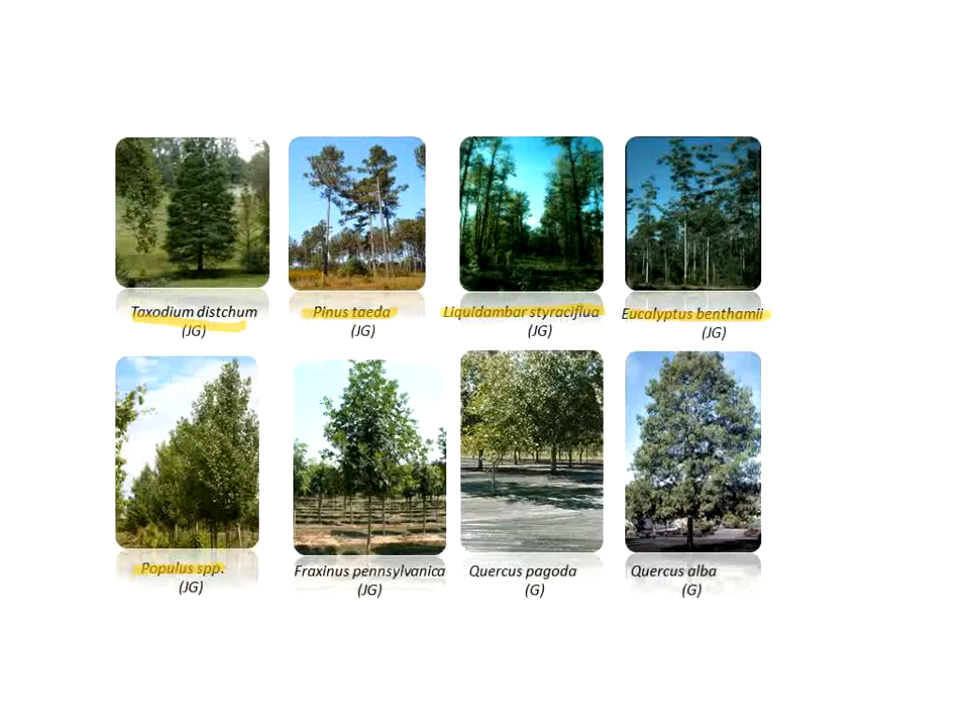 Taxodium distchum
(JG)
Pinus taeda
(JG)
Liquidambar styraciflua
(JG)
Eucalyptus benthamii
(JG)
Populus spp.
(JG)
Fraxinus pennsylvanica
(JG)
Quercus pagoda
(G)
Quercus alba
(G)